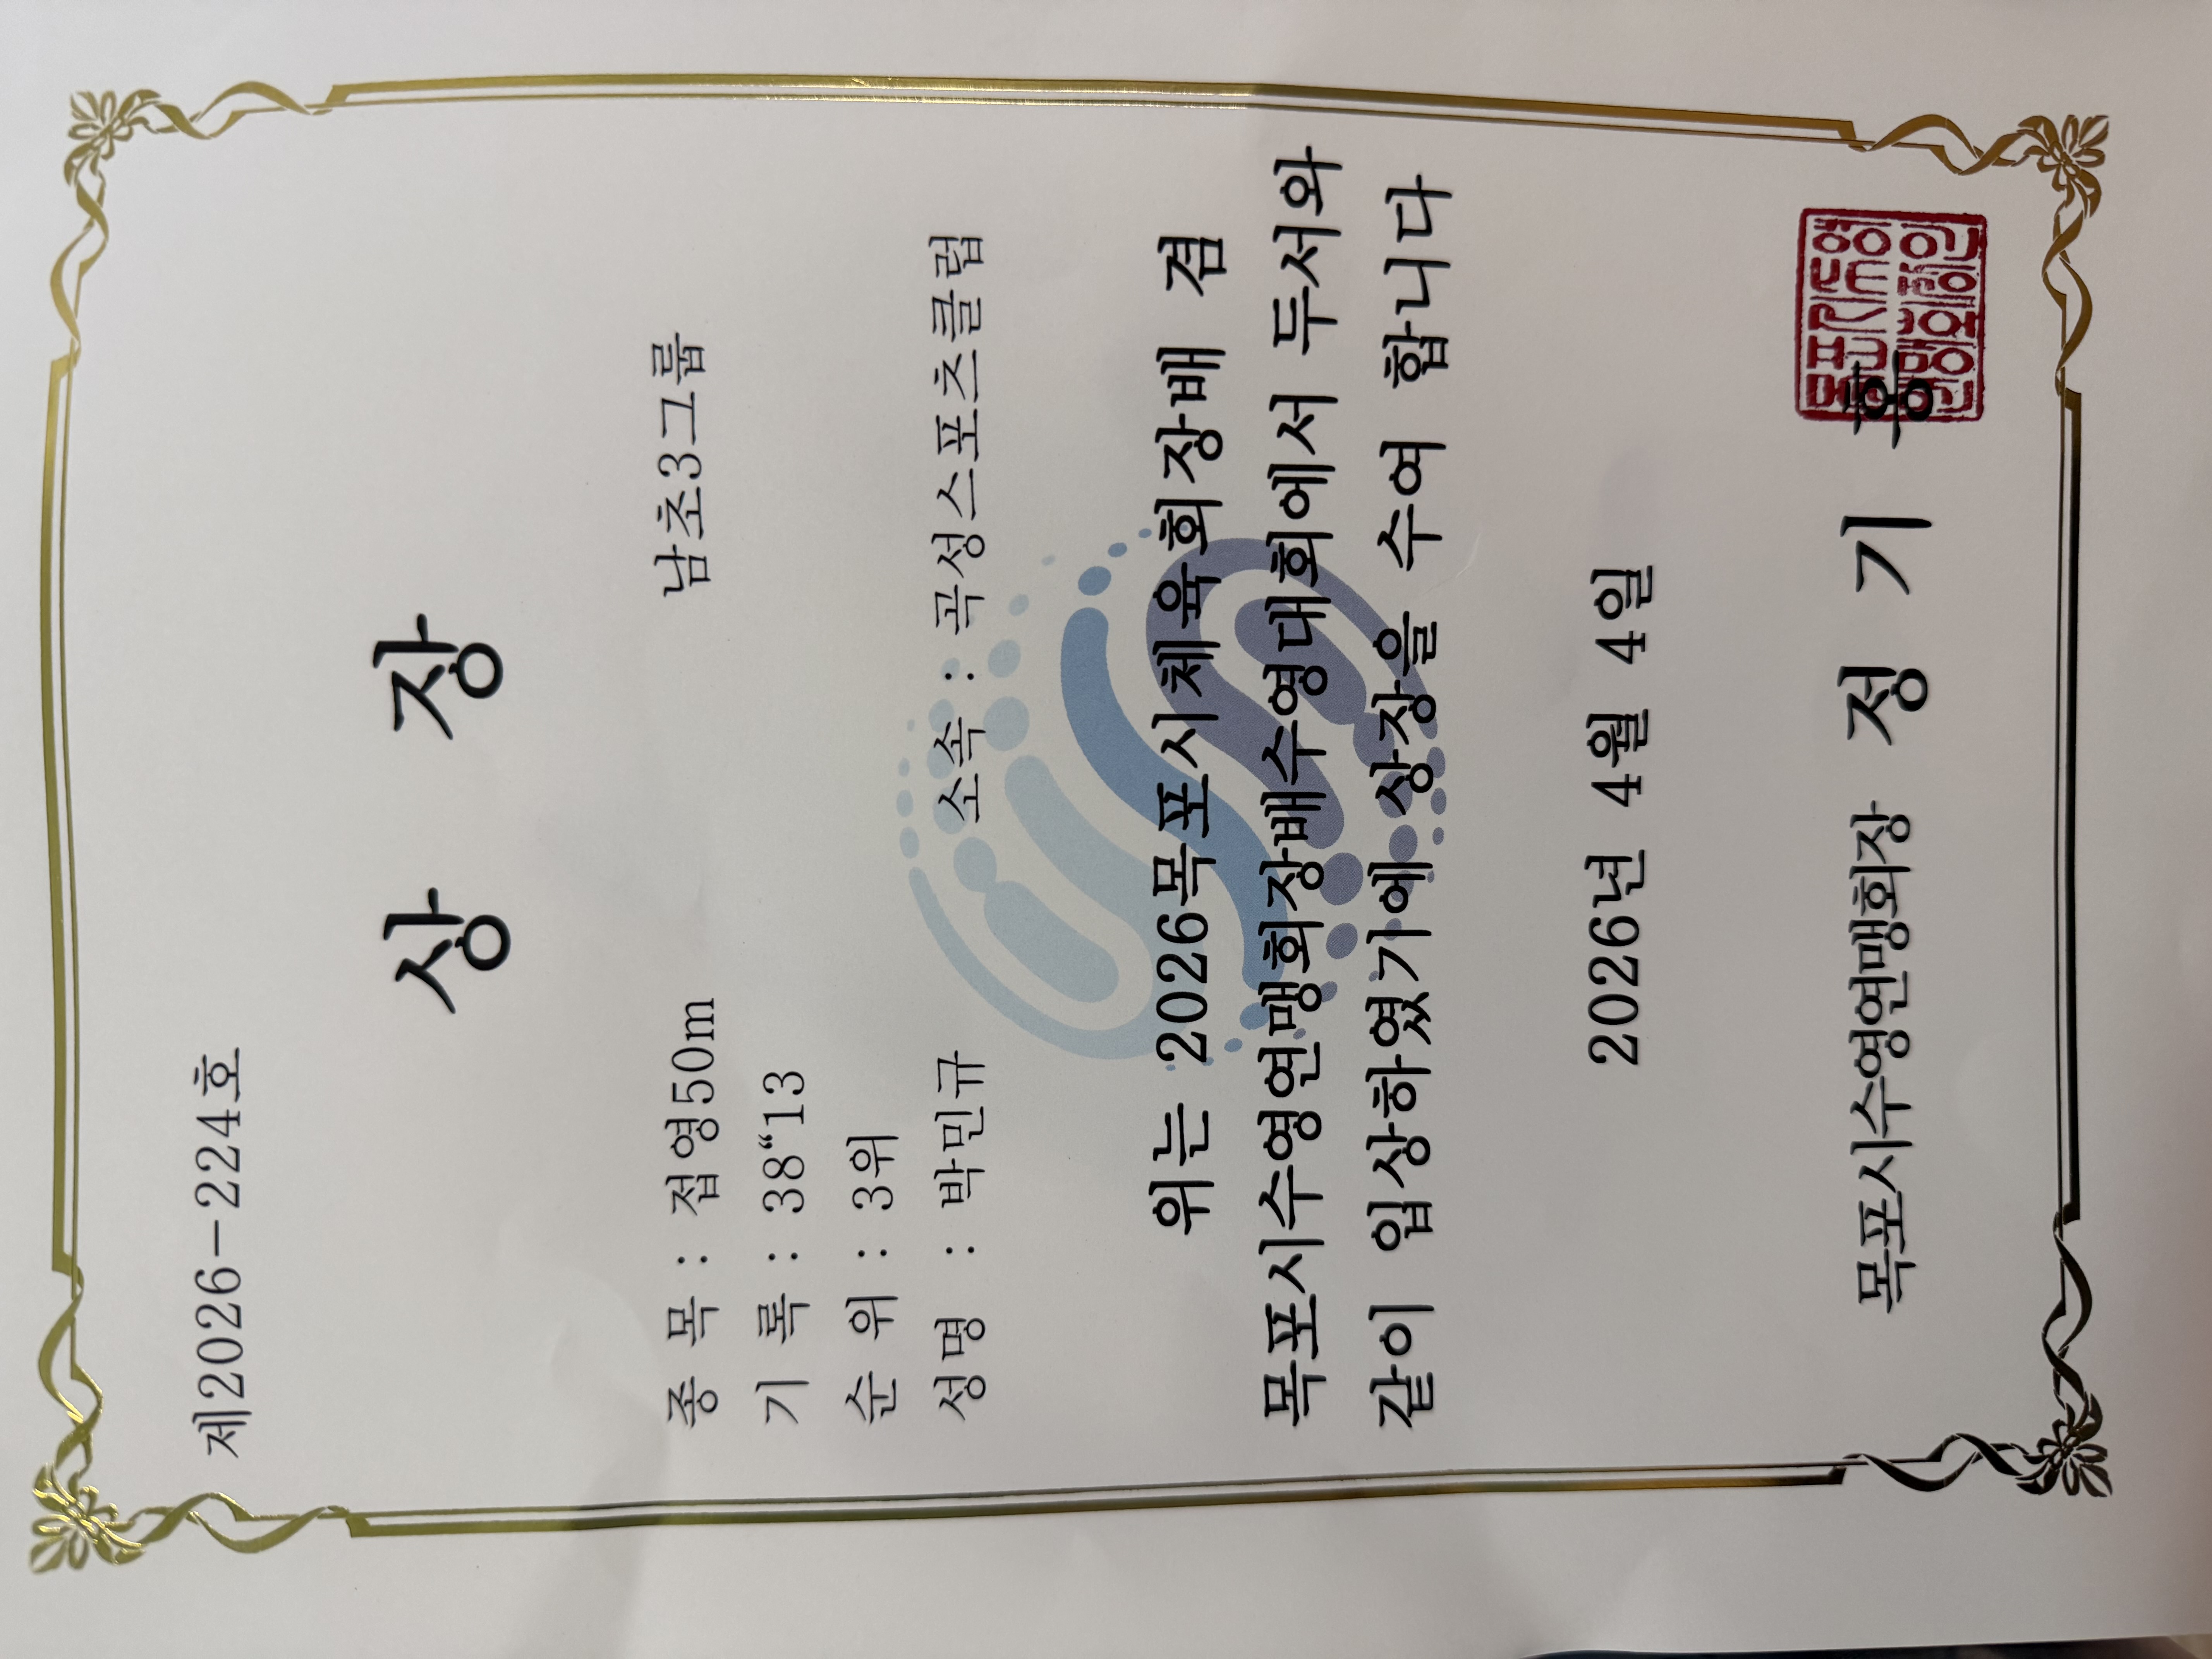 제2026-224호
상 장
종 목 : 접영50m 남초3그룹
기 록 : 38“13
순 위 : 3위
성명 : 박민규 소속 : 곡성스포츠클럽
위는 2026목포시체육회장배 겸
목포시수영연맹회장배수영대회에서 두서와
같이 입상하였기에 상장을 수여 합니다
2026년 4월 4일
목포시수영연맹회장 정 기 홍